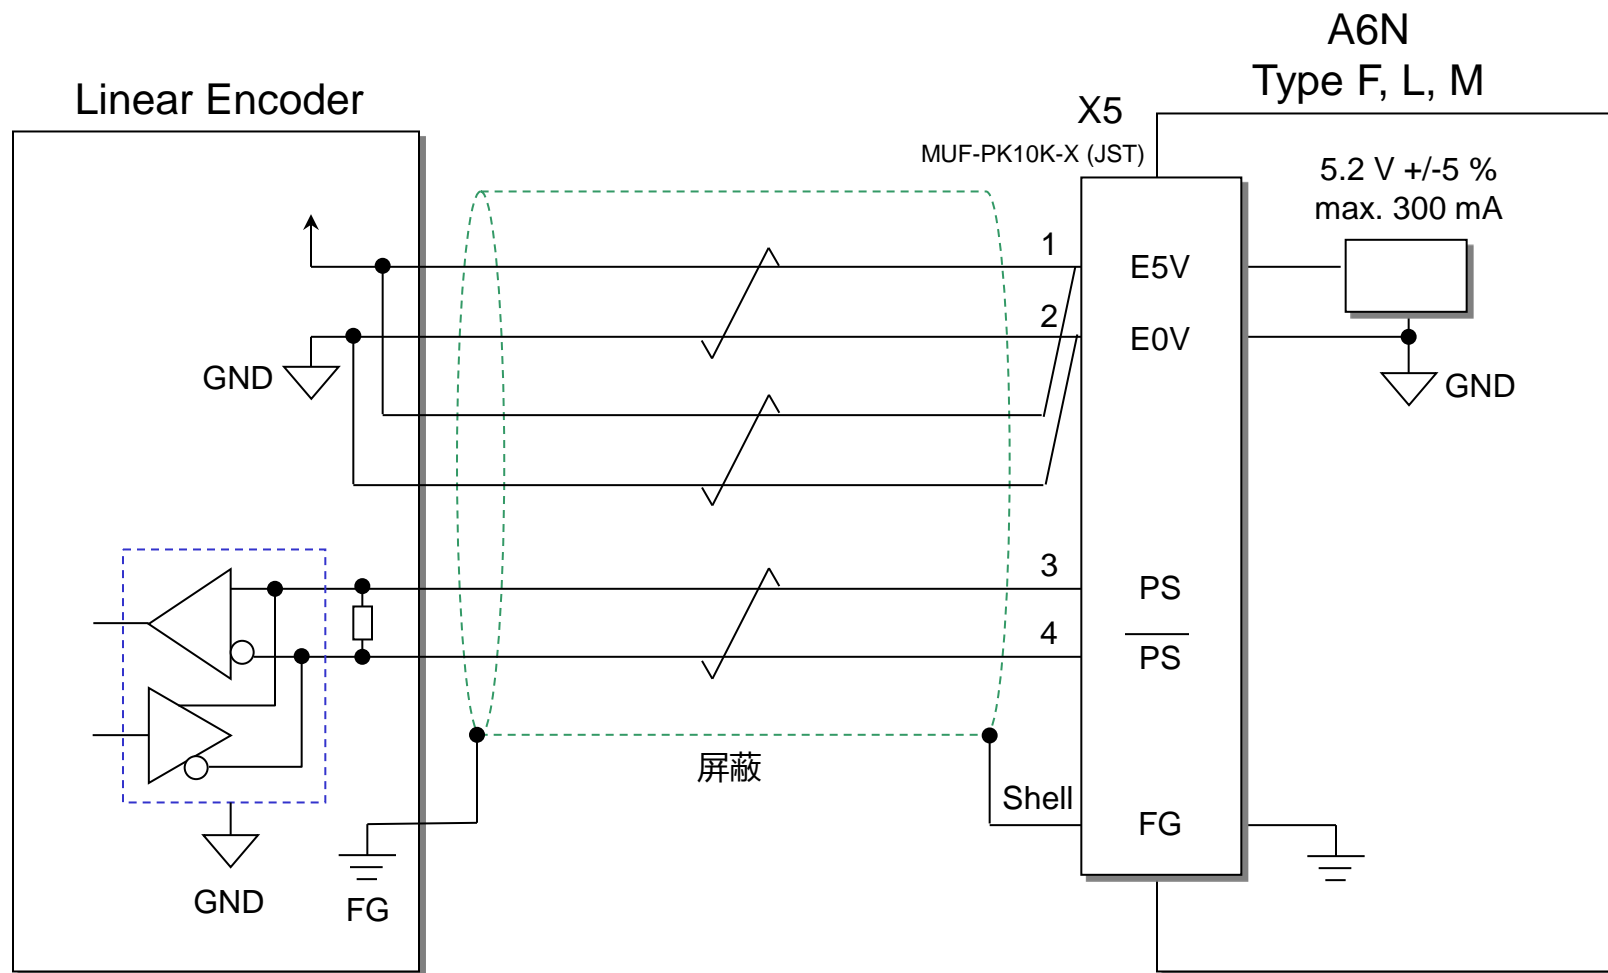 A6N
Type F, L, M
Linear Encoder
X5
MUF-PK10K-X (JST)
5.2 V +/-5 %
max. 300 mA
1
E5V
2
E0V
GND
GND
3
PS
4
PS
屏蔽
Shell
FG
GND
FG